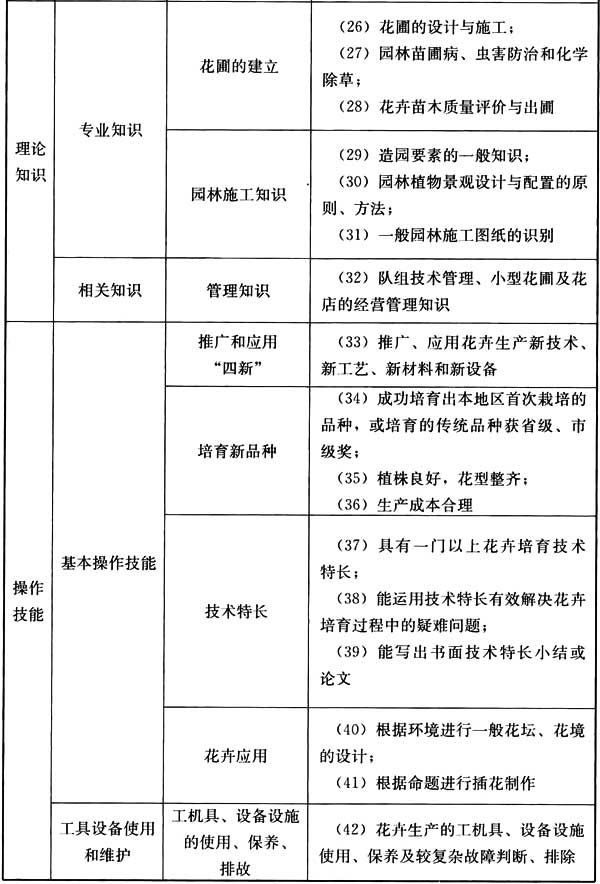 理论
知识
专业知识
花圃的建立
（26）花圃的设计与施工；
（27）园林苗圃病、虫害防治和化学
除草；
（28）花卉苗木质量评价与出圃
园林施工知识
（29）造园要素的一般知识；
（30）园林植物景观设计与配置的原
则、方法；
（31）一般园林施工图纸的识别
相关知识
管理知识
（32）队组技术管理、小型花圃及花
店的经营管理知识
操作
技能
基本操作技能
推广和应用
“四新”
（33）推广、应用花卉生产新技术、
新工艺、新材料和新设备
培育新品种
（34）成功培育出本地区首次栽培的
品种，或培育的传统品种获省级、市
级奖；
（35）植株良好，花型整齐；
（36）生产成本合理
技术特长
（37）具有一门以上花卉培育技术
特长；
（38）能运用技术特长有效解决花卉
培育过程中的疑难问题；
（39）能写出书面技术特长小结或
论文
花卉应用
（40）根据环境进行一般花坛、花境
的设计；
（41）根据命题进行插花制作
工具设备使用
和维护
工机具、设备设施
的使用、保养、
排故
（42）花卉生产的工机具、设备设施
使用、保养及较复杂故障判断、排除